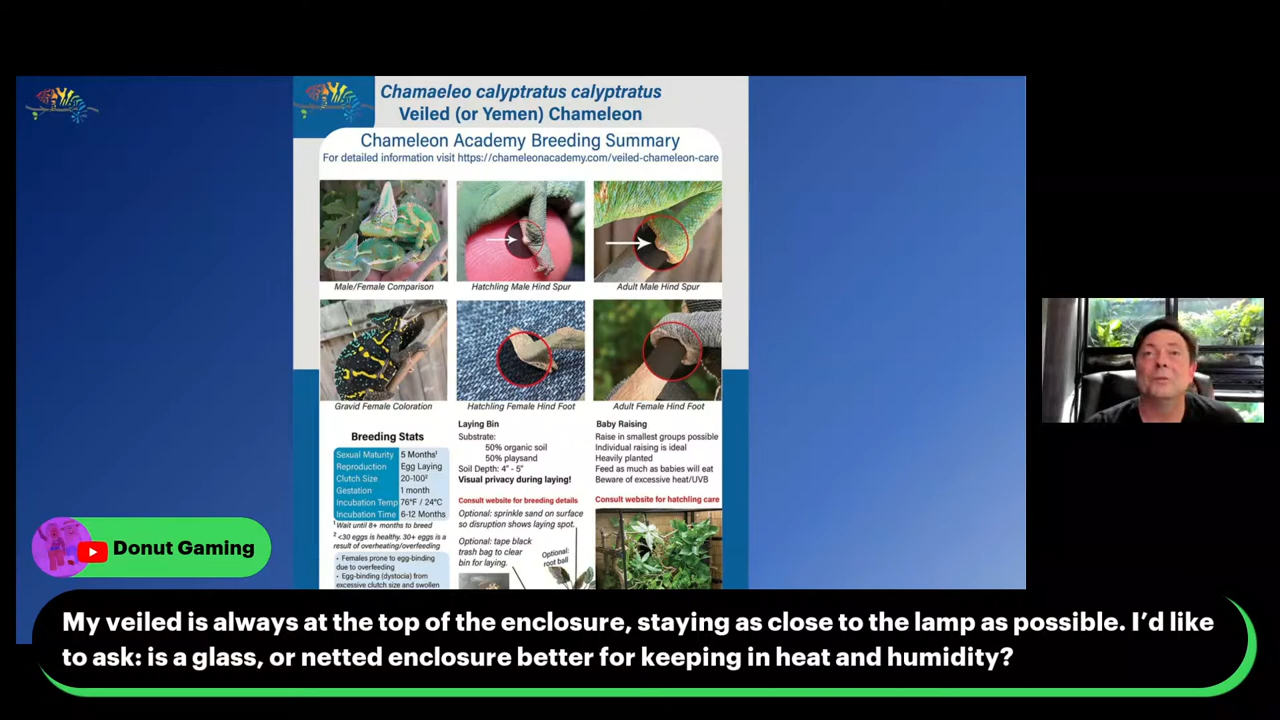 Chamaeleo calyptratus calyptratus
Veiled (or Yemen) Chameleon
Chameleon Academy Breeding Summary
For detailed information visit https://chameleonacademy.com/veiled-chameleon-care
Male/Female Comparison
Hatchling Male Hind Spur
Adult Male Hind Spur
Gravid Female Coloration
Hatchling Female Hind Foot
Adult Female Hind Foot
Breeding Stats
Sexual Maturity 5 Months¹
Reproduction Egg Laying
Clutch Size 20-100²
Gestation 1 month
Incubation Temp 76°F / 24°C
Incubation Time 6-12 Months
¹ Wait until 8+ months to breed
² <30 eggs is healthy. 30+ eggs is a
result of overheating/overfeeding
• Females prone to egg-binding
due to overfeeding
• Egg-binding (dystocia) from
excessive clutch size and swollen
Laying Bin
Substrate:
50% organic soil
50% playsand
Soil Depth: 4" - 5"
Visual privacy during laying!
Consult website for breeding details
Optional: sprinkle sand on surface
so disruption shows laying spot.
Optional: tape black
trash bag to clear
bin for laying.
Optional:
root ball
Baby Raising
Raise in smallest groups possible
Individual raising is ideal
Heavily planted
Feed as much as babies will eat
Beware of excessive heat/UVB
Consult website for hatchling care
Donut Gaming
My veiled is always at the top of the enclosure, staying as close to the lamp as possible. I'd like
to ask: is a glass, or netted enclosure better for keeping in heat and humidity?